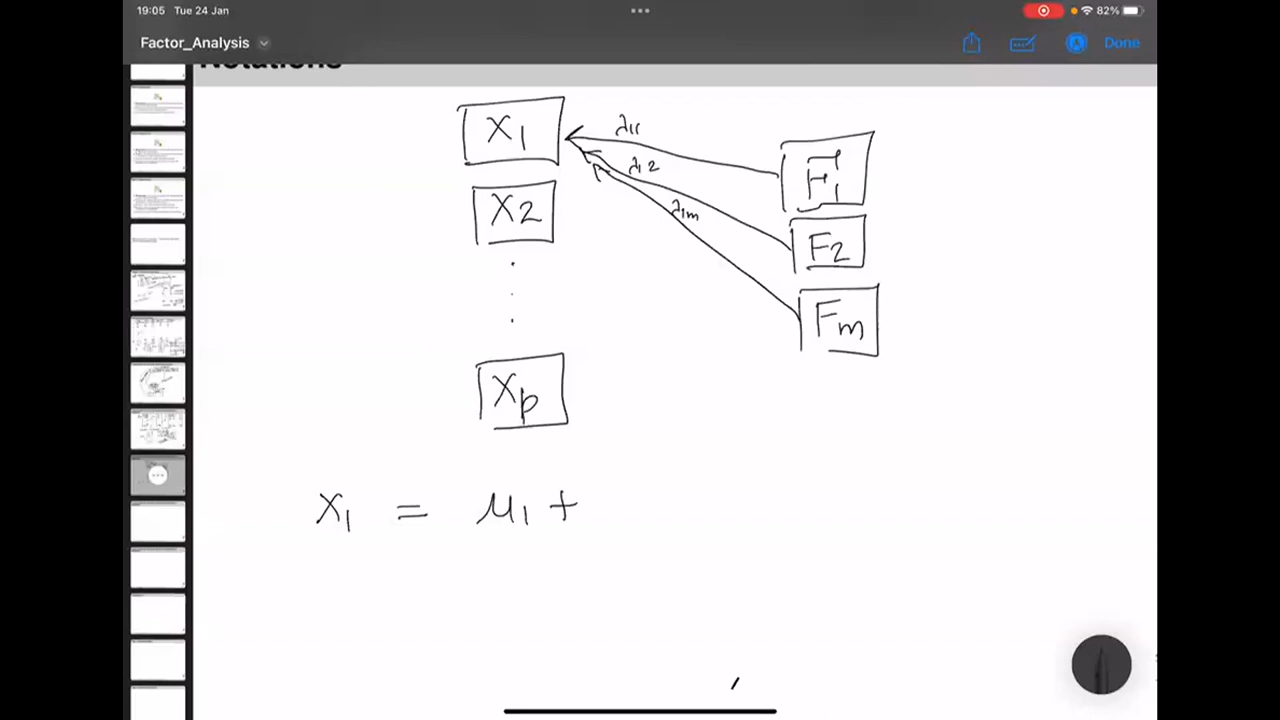 19:05 Tue 24 Jan
82%
Factor_Analysis
Done
Notations
X1
λ11
F1
λ12
X2
λ1m
F2
Fm
Xp
X1 = μ1 +